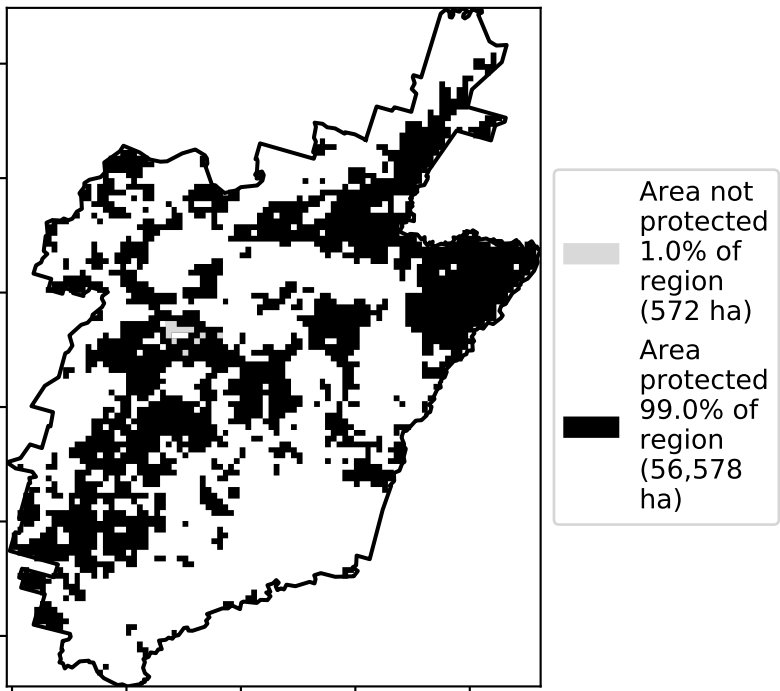 Area not
protected
1.0% of
region
(572 ha)
Area
protected
99.0% of
region
(56,578
ha)